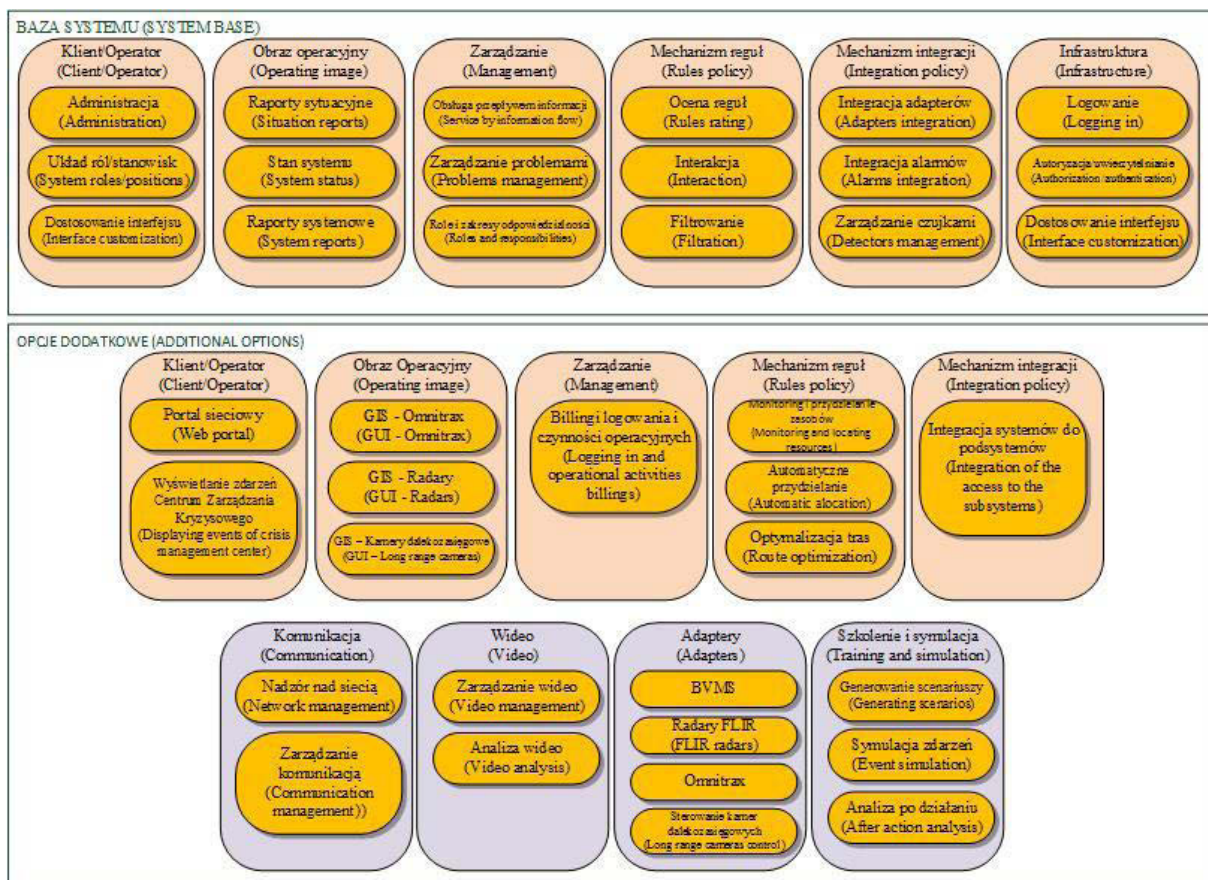 BAZA SYSTEMU (SYSTEM BASE)
Klient/Operator
(Client/Operator)
Administracja
(Administration)
Układ ról/stanowisk
(System roles/positions)
Dostosowanie interfejsu
(Interface customization)
Obraz operacyjny
(Operating image)
Raporty sytuacyjne
(Situation reports)
Stan systemu
(System status)
Raporty systemowe
(System reports)
Zarządzanie
(Management)
Obsługa przepływem informacji
(Service by information flow)
Zarządzanie problemami
(Problems management)
Role i zakresy odpowiedzialności
(Roles and responsibilities)
Mechanizm reguł
(Rules policy)
Ocena reguł
(Rules rating)
Interakcja
(Interaction)
Filtrowanie
(Filtration)
Mechanizm integracji
(Integration policy)
Integracja adapterów
(Adapters integration)
Integracja alarmów
(Alarms integration)
Zarządzanie czujkami
(Detectors management)
Infrastruktura
(Infrastructure)
Logowanie
(Logging in)
Autoryzacja/uwierzytelnianie
(Authorization/authentication)
Dostosowanie interfejsu
(Interface customization)
OPCJE DODATKOWE (ADDITIONAL OPTIONS)
Klient/Operator
(Client/Operator)
Portal sieciowy
(Web portal)
Wyświetlanie zdarzeń
Centrum Zarządzania
Kryzysowego
(Displaying events of crisis
management center)
Obraz Operacyjny
(Operating image)
GIS - Omnitrax
(GUI - Omnitrax)
GIS - Radary
(GUI - Radars)
GIS – Kamery dalekozasięgowe
(GUI – Long range cameras)
Zarządzanie
(Management)
Billingi logowania i
czynności operacyjnych
(Logging in and
operational activities
billings)
Mechanizm reguł
(Rules policy)
Monitoring i przydzielanie
zasobów
(Monitoring and locating
resources)
Automatyczne
przydzielanie
(Automatic alocation)
Optymalizacja tras
(Route optimization)
Mechanizm integracji
(Integration policy)
Integracja systemów do
podsystemów
(Integration of the
access to the
subsystems)
Komunikacja
(Communication)
Nadzór nad siecią
(Network management)
Zarządzanie
komunikacją
(Communication
management))
Wideo
(Video)
Zarządzanie wideo
(Video management)
Analiza wideo
(Video analysis)
Adaptery
(Adapters)
BVMS
Radary FLIR
(FLIR radars)
Omnitrax
Sterowanie kamer
dalekozasięgowych
(Long range cameras control)
Szkolenie i symulacja
(Training and simulation)
Generowanie scenariuszy
(Generating scenarios)
Symulacja zdarzeń
(Event simulation)
Analiza po działaniu
(After action analysis)